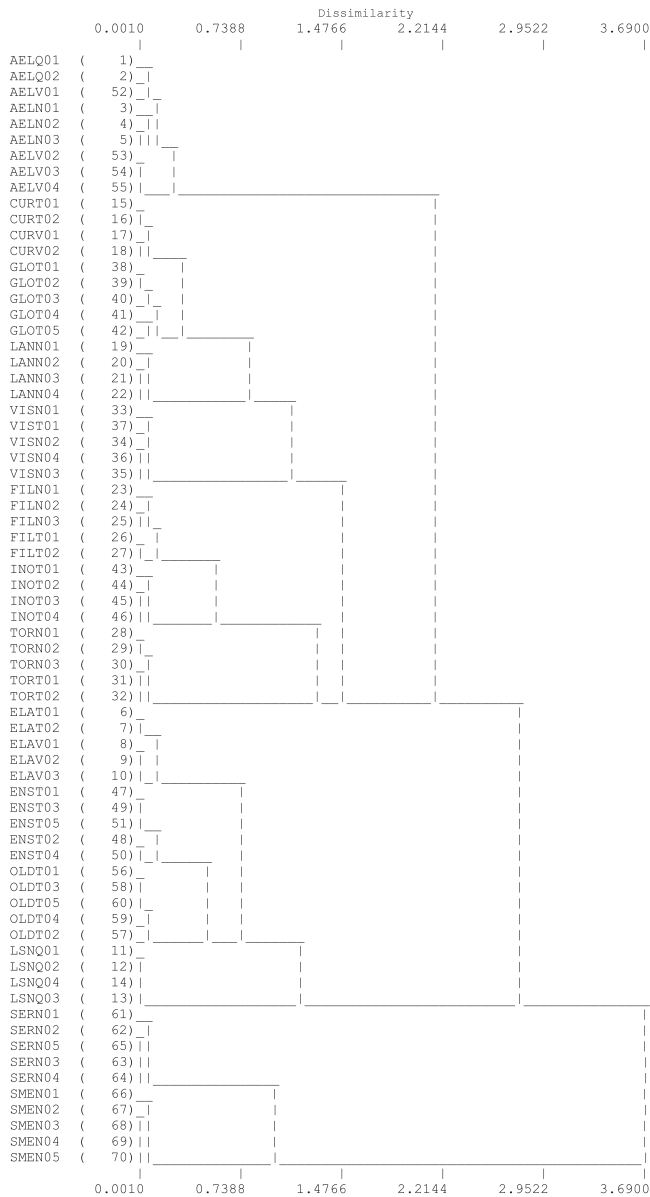 Dissimilarity
0.0010 0.7388 1.4766 2.2144 2.9522 3.6900
AELQ01 ( 1)
AELQ02 ( 2)
AELV01 ( 52)
AELN01 ( 3)
AELN02 ( 4)
AELN03 ( 5)
AELV02 ( 53)
AELV03 ( 54)
AELV04 ( 55)
CURT01 ( 15)
CURT02 ( 16)
CURV01 ( 17)
CURV02 ( 18)
GLOT01 ( 38)
GLOT02 ( 39)
GLOT03 ( 40)
GLOT04 ( 41)
GLOT05 ( 42)
LANN01 ( 19)
LANN02 ( 20)
LANN03 ( 21)
LANN04 ( 22)
VISN01 ( 33)
VIST01 ( 37)
VISN02 ( 34)
VISN04 ( 36)
VISN03 ( 35)
FILN01 ( 23)
FILN02 ( 24)
FILN03 ( 25)
FILT01 ( 26)
FILT02 ( 27)
INOT01 ( 43)
INOT02 ( 44)
INOT03 ( 45)
INOT04 ( 46)
TORN01 ( 28)
TORN02 ( 29)
TORN03 ( 30)
TORT01 ( 31)
TORT02 ( 32)
ELAT01 ( 6)
ELAT02 ( 7)
ELAV01 ( 8)
ELAV02 ( 9)
ELAV03 ( 10)
ENST01 ( 47)
ENST03 ( 49)
ENST05 ( 51)
ENST02 ( 48)
ENST04 ( 50)
OLDT01 ( 56)
OLDT03 ( 58)
OLDT05 ( 60)
OLDT04 ( 59)
OLDT02 ( 57)
LSNQ01 ( 11)
LSNQ02 ( 12)
LSNQ04 ( 14)
LSNQ03 ( 13)
SERN01 ( 61)
SERN02 ( 62)
SERN05 ( 65)
SERN03 ( 63)
SERN04 ( 64)
SMEN01 ( 66)
SMEN02 ( 67)
SMEN03 ( 68)
SMEN04 ( 69)
SMEN05 ( 70)
0.0010 0.7388 1.4766 2.2144 2.9522 3.6900